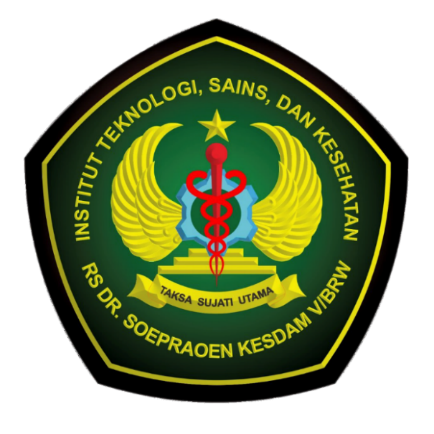 INSTITUT TEKNOLOGI, SAINS, DAN KESEHATAN
TAKSA SUJATI UTAMA
RS DR. SOEPRAOEN KESDAM V/BRW